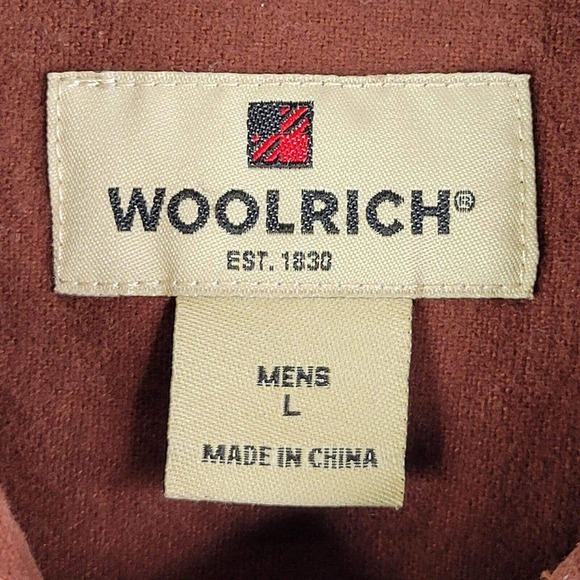 WOOLRICH®
EST. 1830
MENS
L
MADE IN CHINA